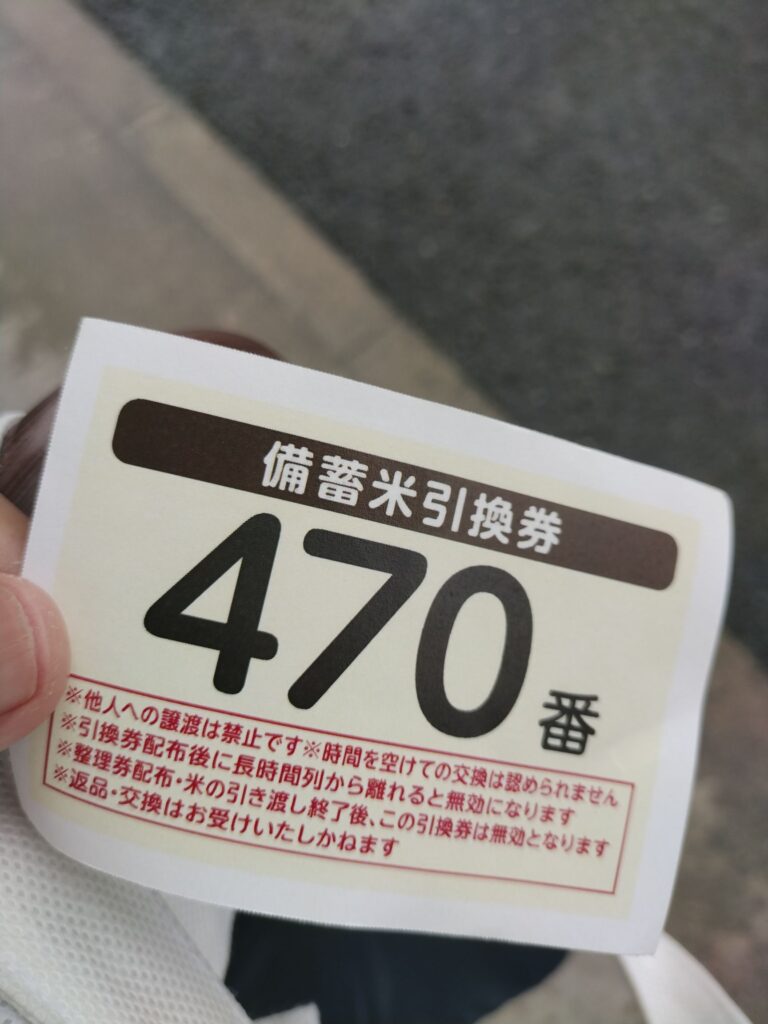 備蓄米引換券
470番
※他人への譲渡は禁止です※時間を空けての交換は認められません
※引換券配布後に長時間列から離れると無効になります
※整理券配布・米の引き渡し終了後、この引換券は無効となります
※返品・交換はお受けいたしかねます